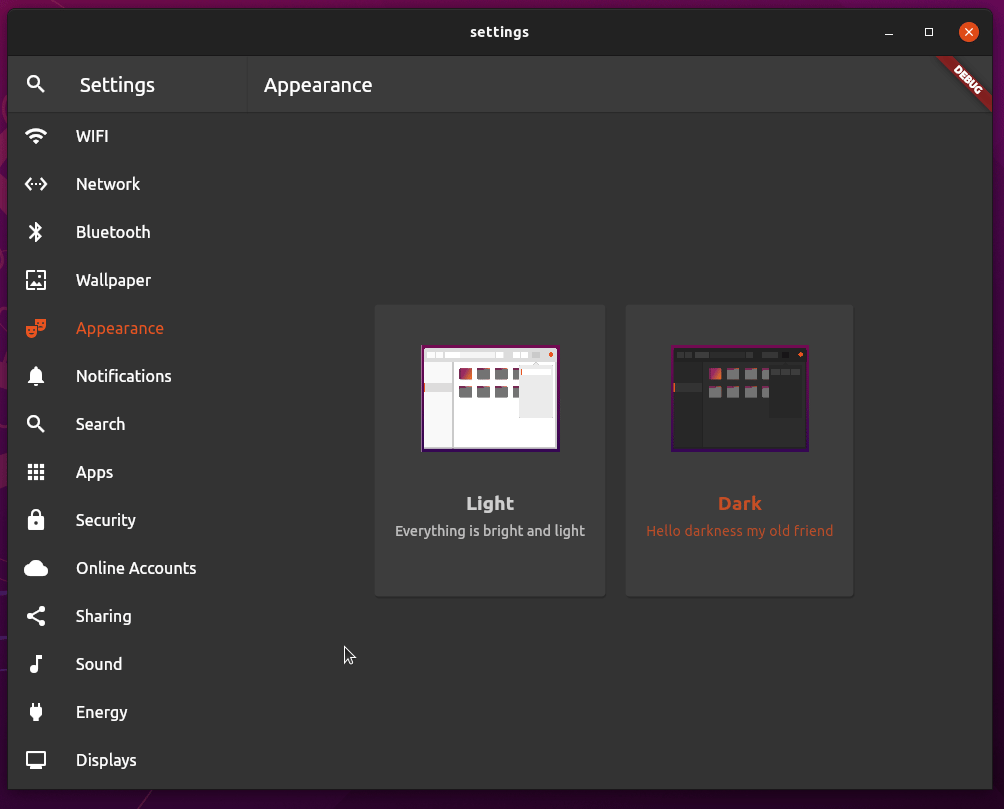 settings
DEBUG
Settings
Appearance
WIFI
Network
Bluetooth
Wallpaper
Appearance
Notifications
Search
Apps
Security
Online Accounts
Sharing
Sound
Energy
Displays
Light
Everything is bright and light
Dark
Hello darkness my old friend